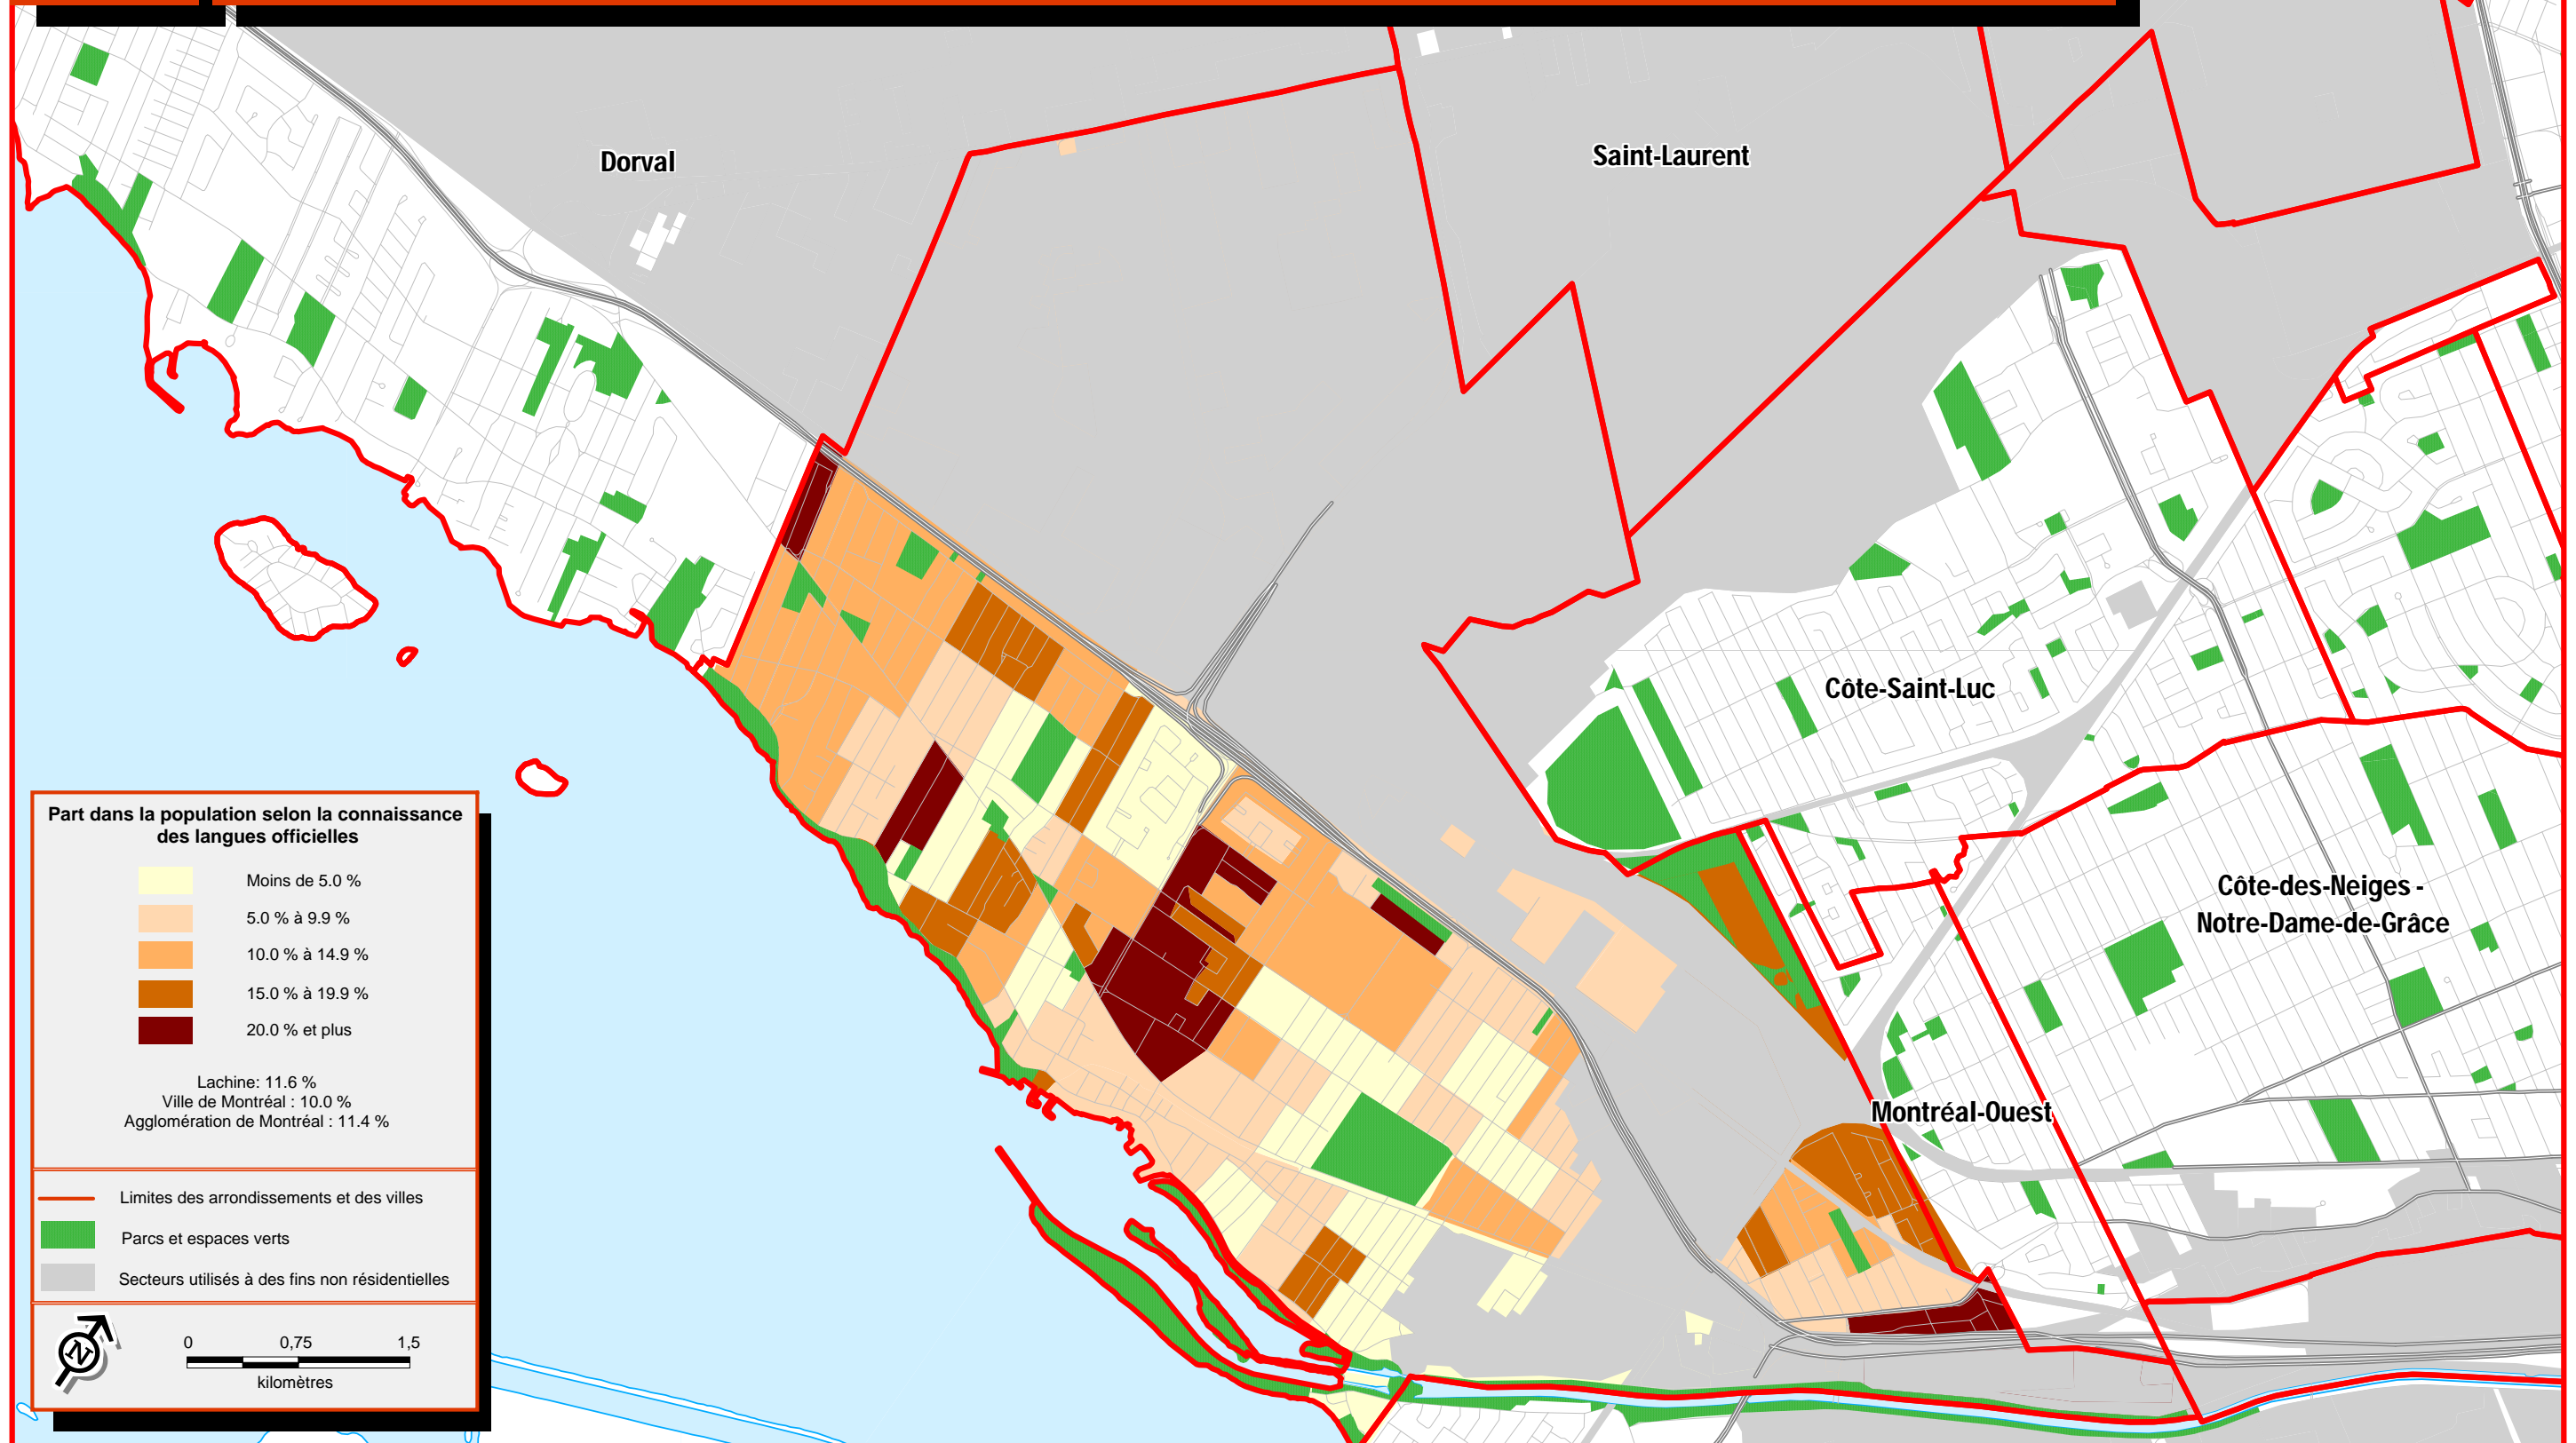 Dorval
Saint-Laurent
Côte-Saint-Luc
Côte-des-Neiges -
Notre-Dame-de-Grâce
Montréal-Ouest
Part dans la population selon la connaissance
des langues officielles
Moins de 5.0 %
5.0 % à 9.9 %
10.0 % à 14.9 %
15.0 % à 19.9 %
20.0 % et plus
Lachine: 11.6 %
Ville de Montréal : 10.0 %
Agglomération de Montréal : 11.4 %
Limites des arrondissements et des villes
Parcs et espaces verts
Secteurs utilisés à des fins non résidentielles
N
0 0,75 1,5
kilomètres